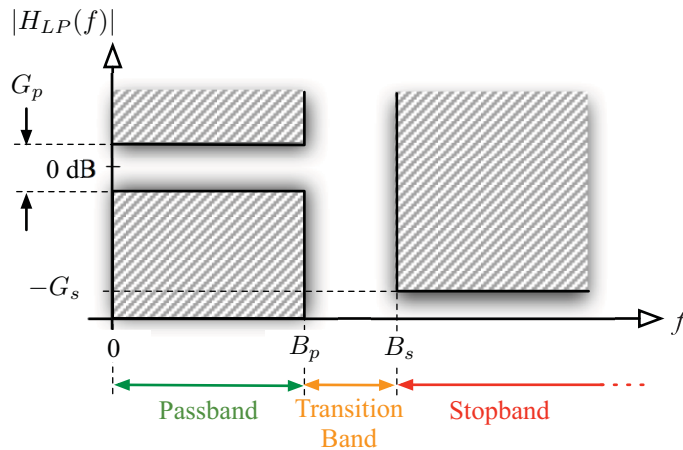 |H_{LP}(f)|
G_p
0 dB
−G_s
0
B_p
B_s
f
Passband
Transition
Band
Stopband